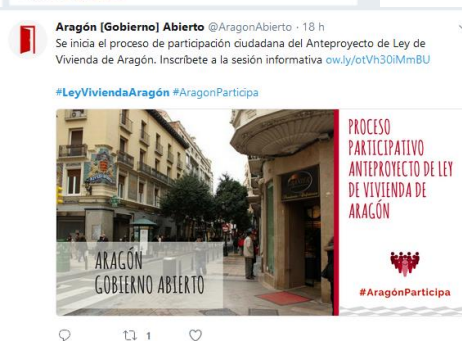 Aragón [Gobierno] Abierto @AragonAbierto · 18 h
Se inicia el proceso de participación ciudadana del Anteproyecto de Ley de
Vivienda de Aragón. Inscríbete a la sesión informativa ow.ly/otVh30iMmBU
#LeyViviendaAragón #AragonParticipa
ARAGÓN
GOBIERNO ABIERTO
PROCESO
PARTICIPATIVO
ANTEPROYECTO DE LEY
DE VIVIENDA DE
ARAGÓN
#AragónParticipa
1